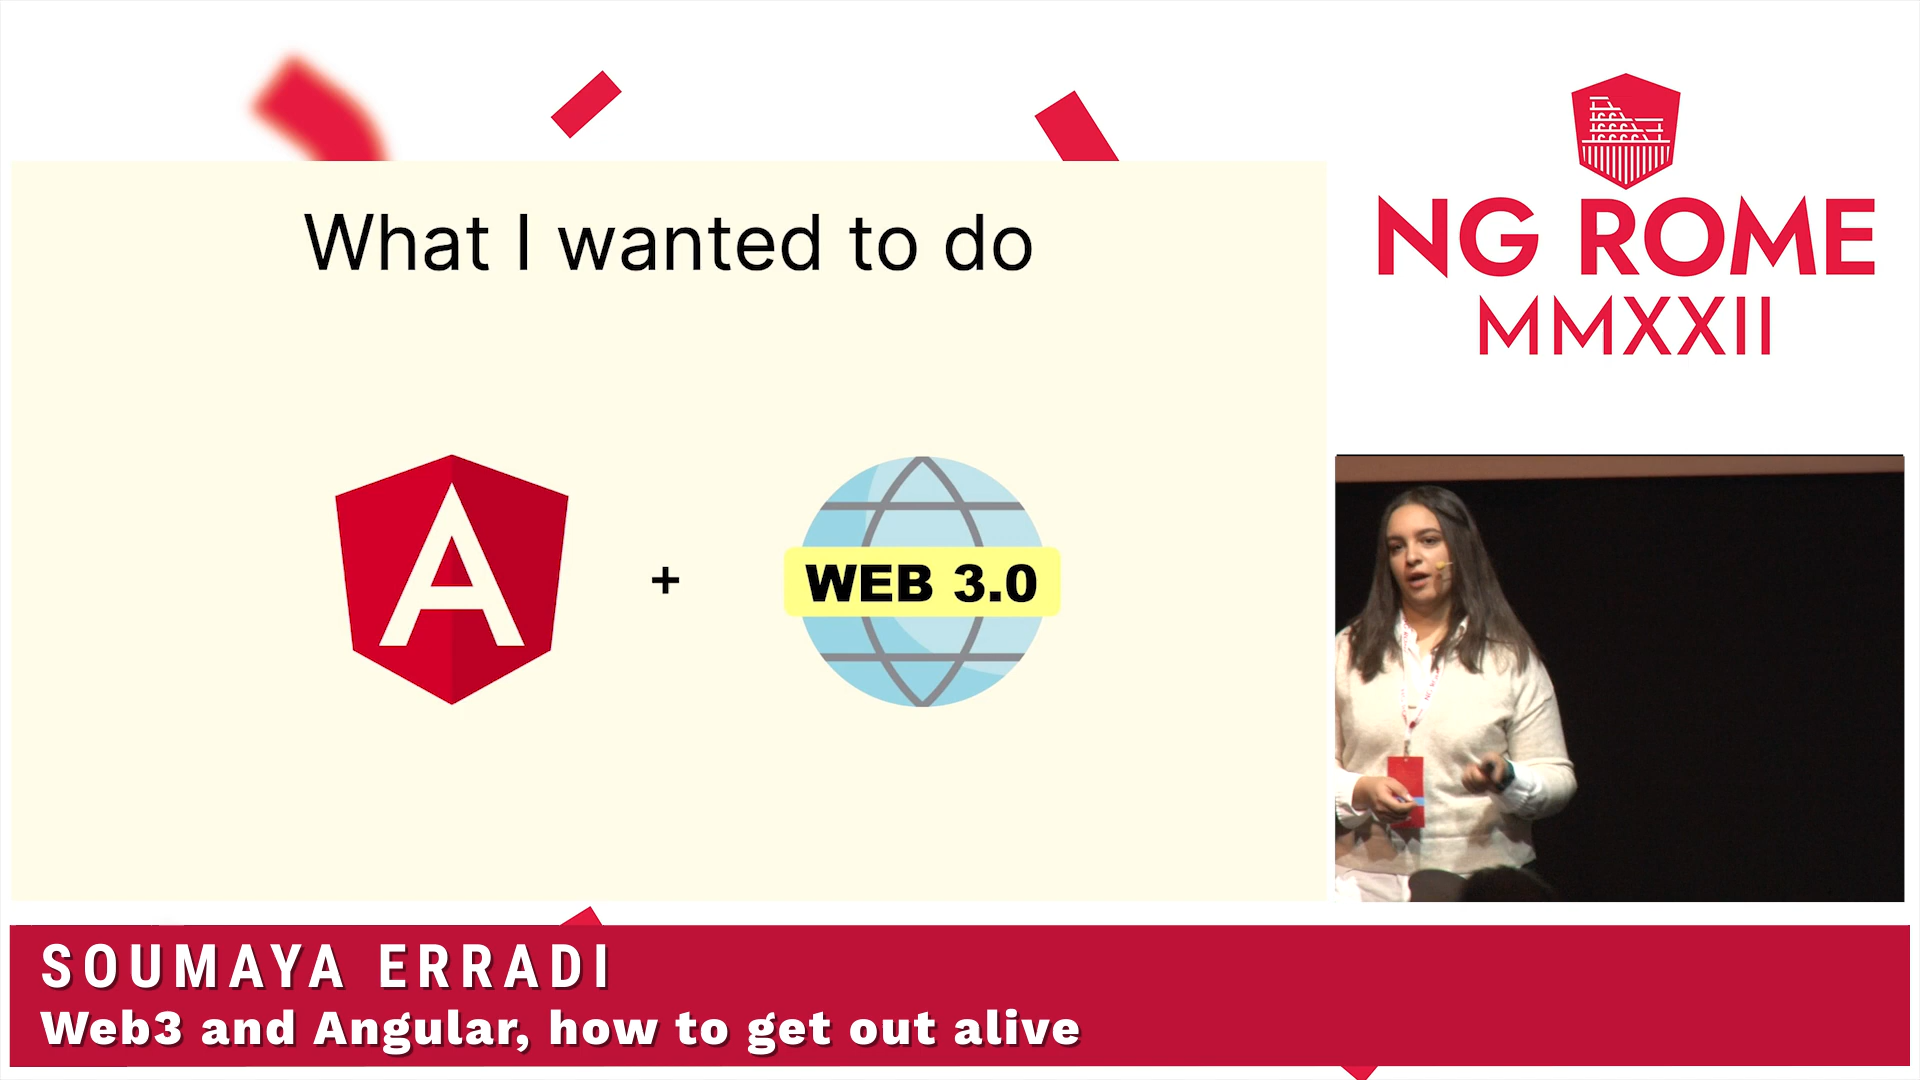 What I wanted to do
+
WEB 3.0
NG ROME
MMXXII
SOUMAYA ERRADI
Web3 and Angular, how to get out alive